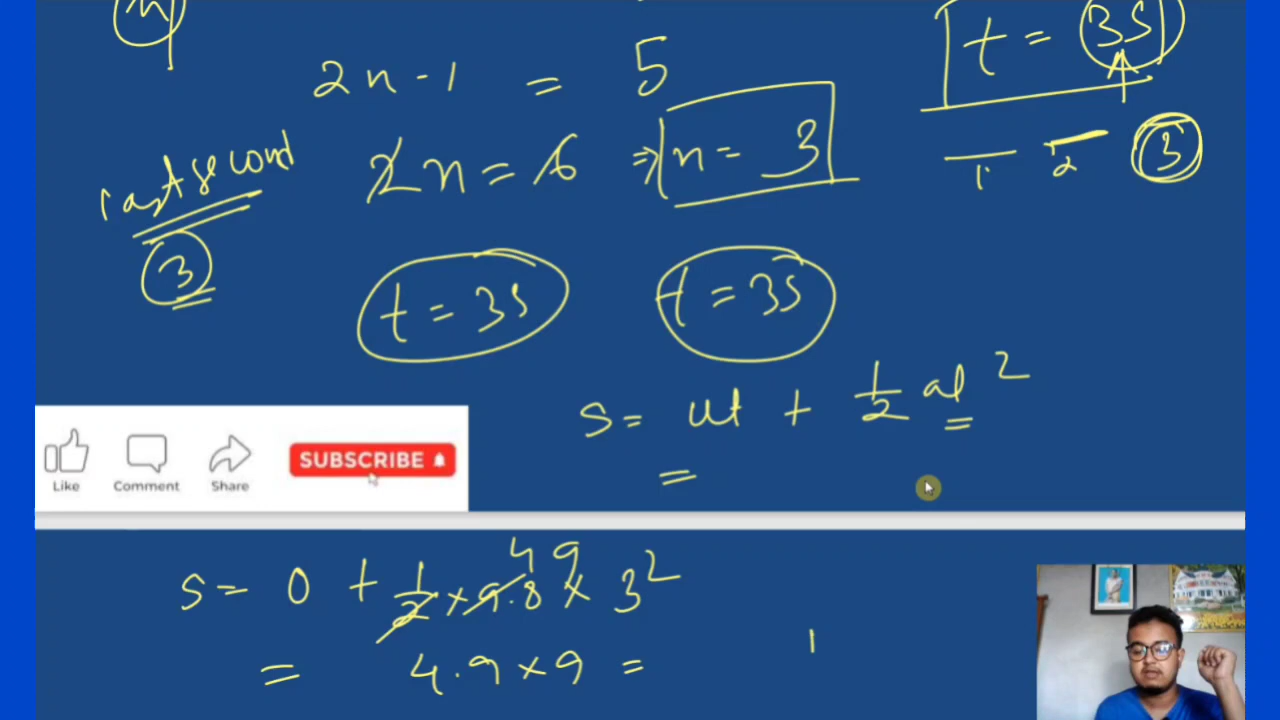 n
2n - 1 = 5
t = 3s
2n = 6 ⇒ n = 3
1 2 3
last second
3
t = 3s t = 3s
s = ut + 1/2 at²
=
Like Comment Share SUBSCRIBE
s = 0 + 1/2 × 9.8 × 3²
4 9
= 4.9 × 9 =